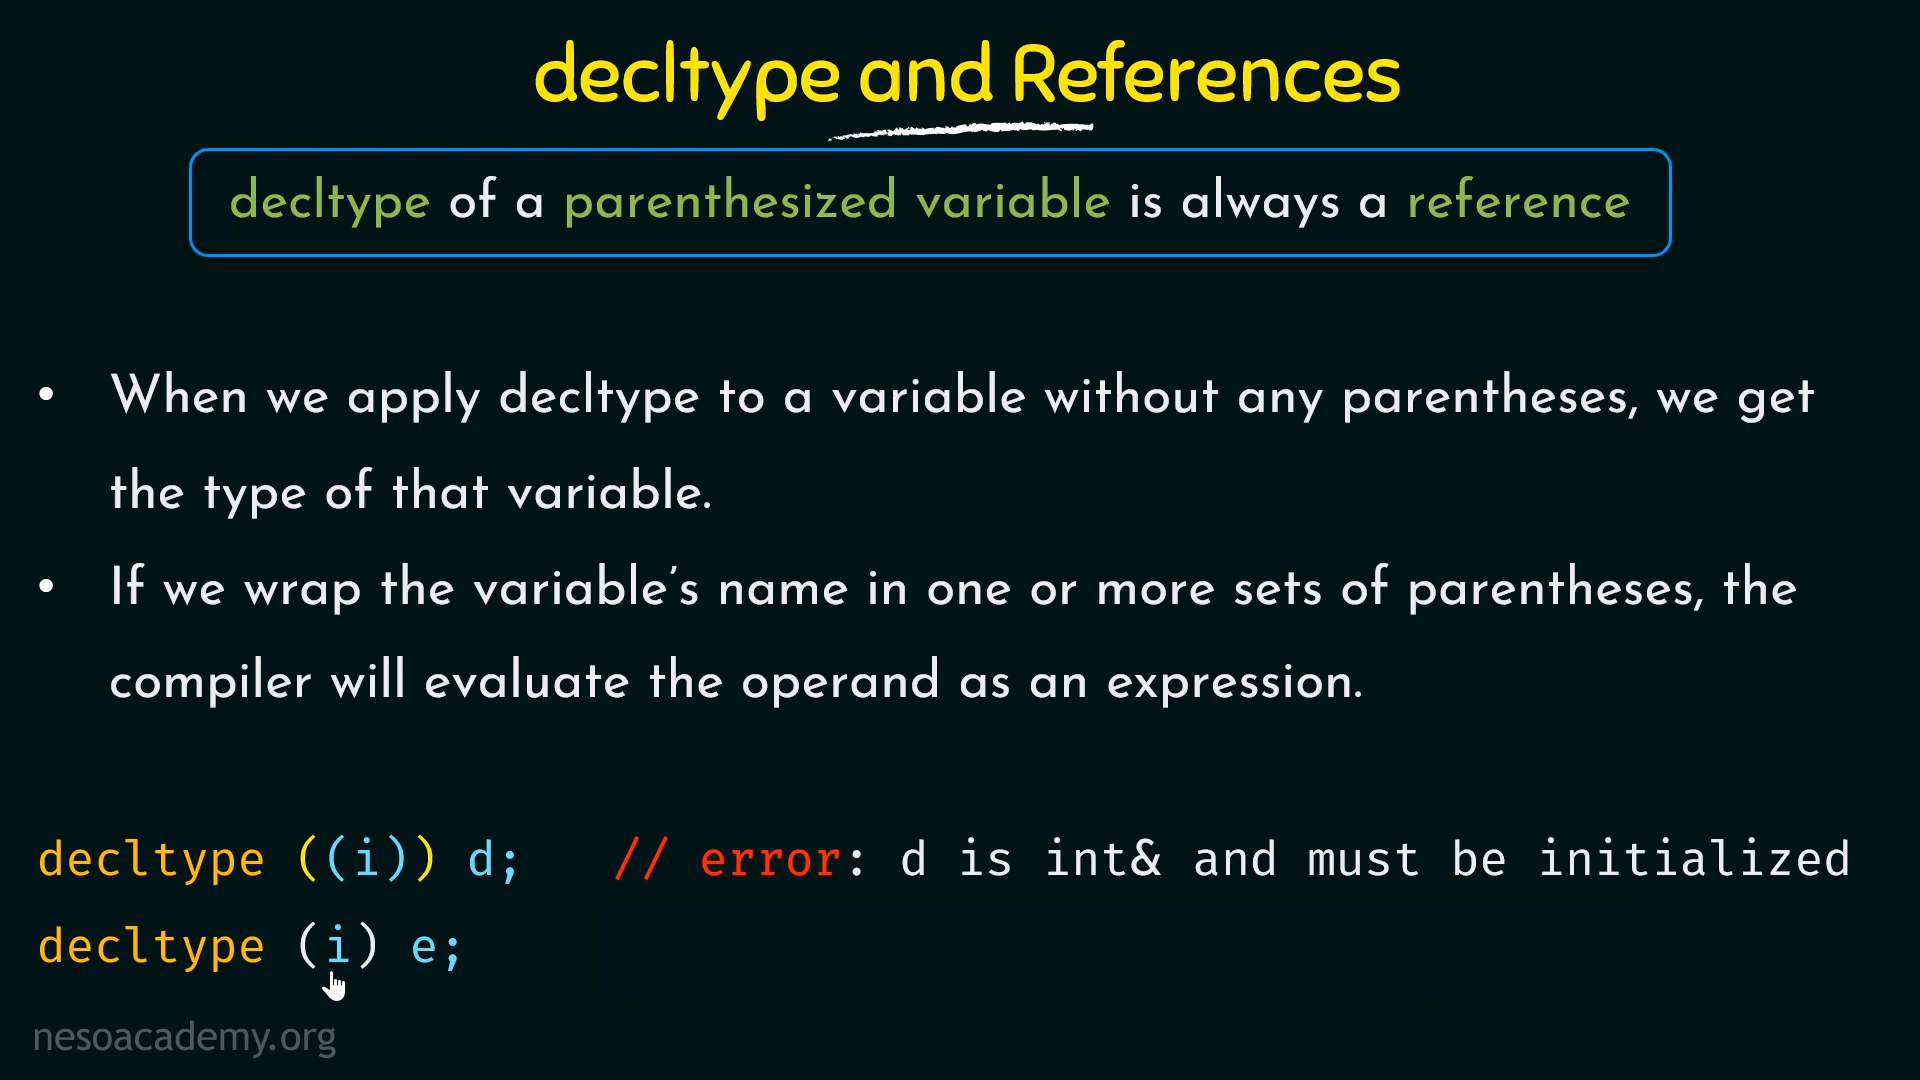 decltype and References
decltype of a parenthesized variable is always a reference
• When we apply decltype to a variable without any parentheses, we get
the type of that variable.
• If we wrap the variable’s name in one or more sets of parentheses, the
compiler will evaluate the operand as an expression.
decltype ((i)) d; // error: d is int& and must be initialized
decltype (i) e;
nesoacademy.org